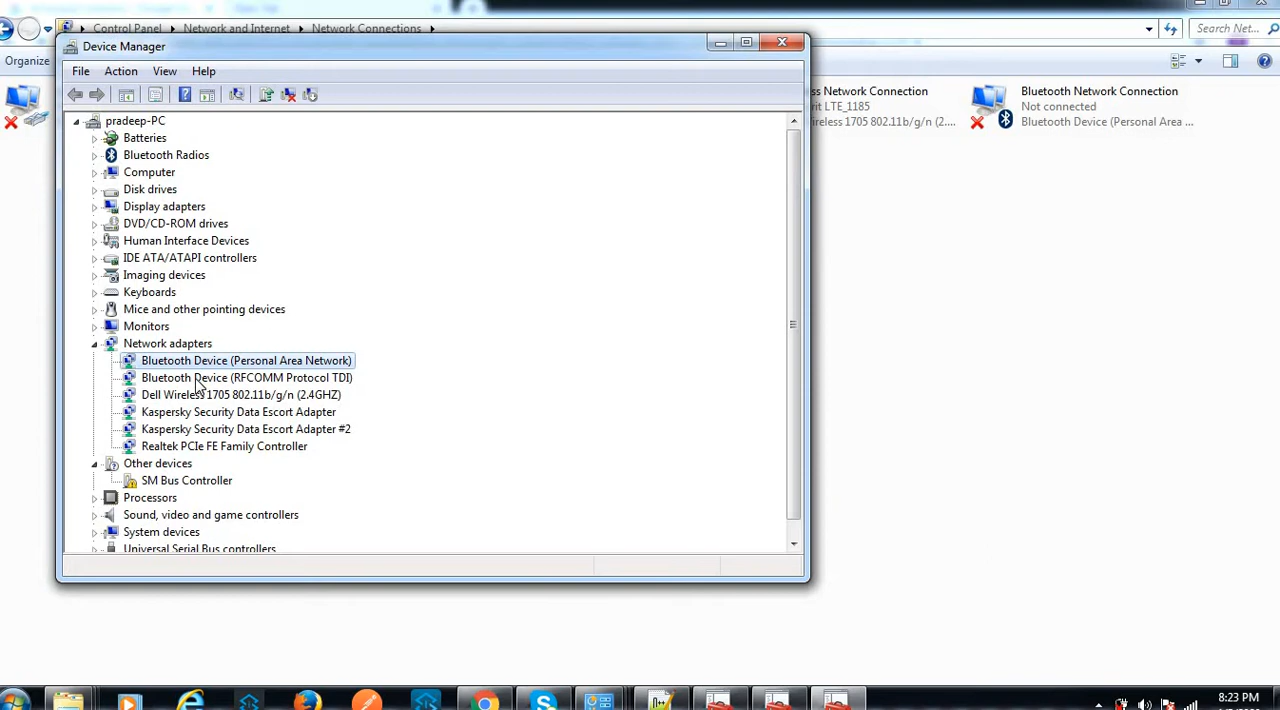 Control Panel
Network and Internet
Network Connections
Search Net...
Device Manager
Organize
File Action View Help
ss Network Connection
rit LTE_1185
ireless 1705 802.11b/g/n (2....
Bluetooth Network Connection
Not connected
Bluetooth Device (Personal Area ...
pradeep-PC
Batteries
Bluetooth Radios
Computer
Disk drives
Display adapters
DVD/CD-ROM drives
Human Interface Devices
IDE ATA/ATAPI controllers
Imaging devices
Keyboards
Mice and other pointing devices
Monitors
Network adapters
Bluetooth Device (Personal Area Network)
Bluetooth Device (RFCOMM Protocol TDI)
Dell Wireless 1705 802.11b/g/n (2.4GHZ)
Kaspersky Security Data Escort Adapter
Kaspersky Security Data Escort Adapter #2
Realtek PCIe FE Family Controller
Other devices
SM Bus Controller
Processors
Sound, video and game controllers
System devices
Universal Serial Bus controllers
8:23 PM